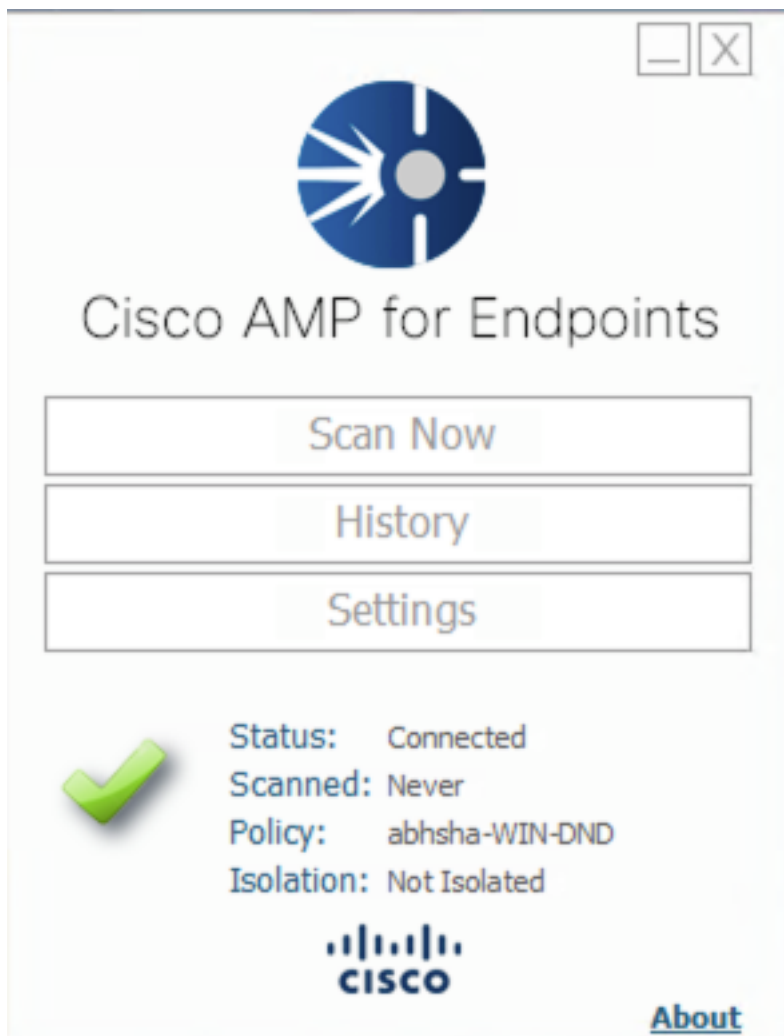 Cisco AMP for Endpoints
Scan Now
History
Settings
Status: Connected
Scanned: Never
Policy: abhsha-WIN-DND
Isolation: Not Isolated
CISCO
About